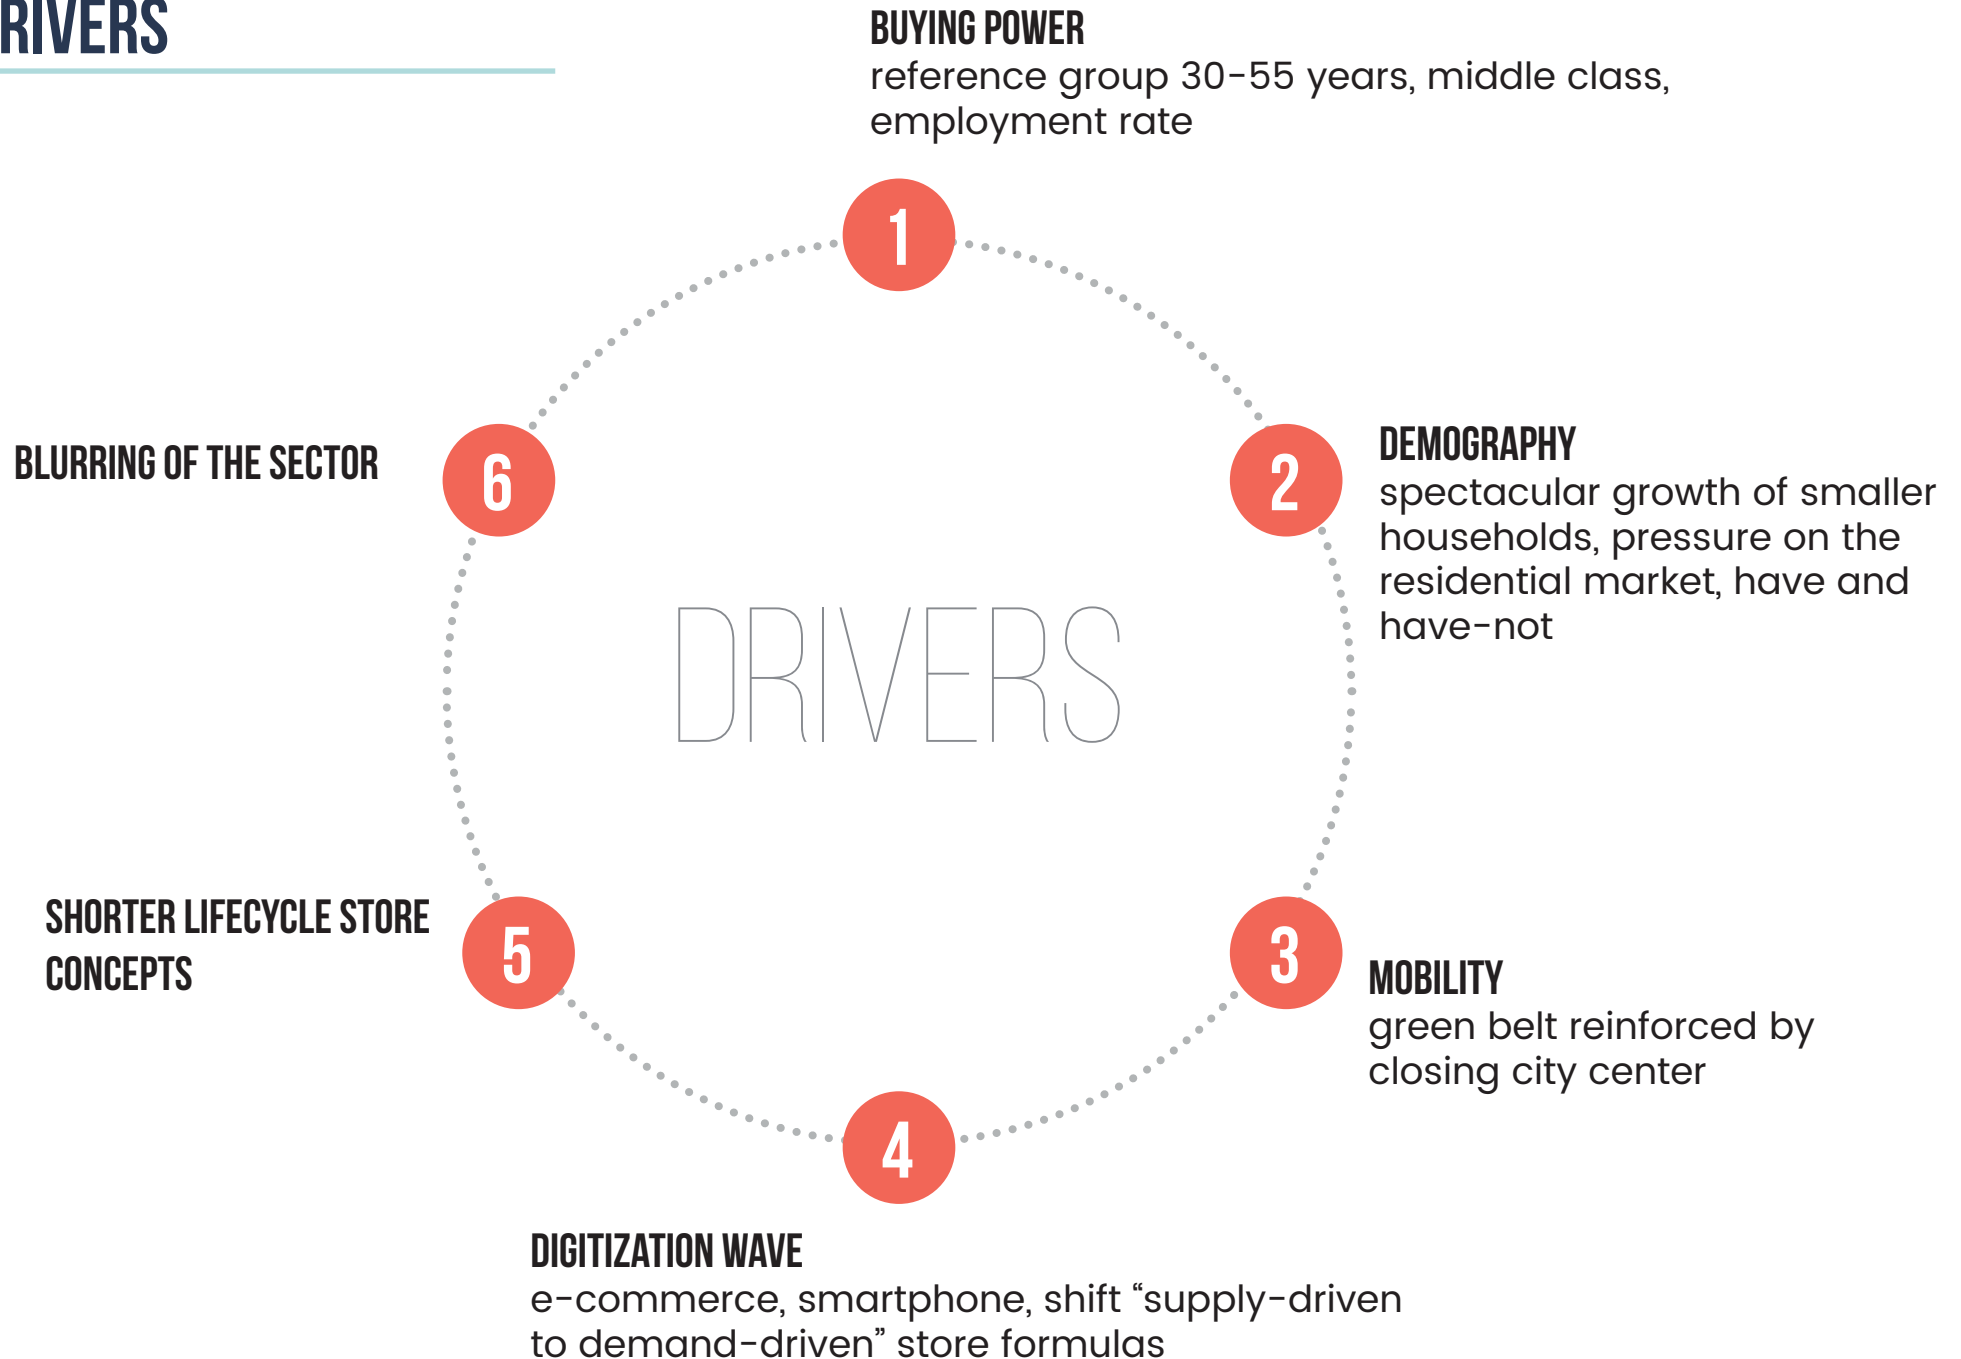 RIVERS
BUYING POWER
reference group 30-55 years, middle class,
employment rate
1
2
DEMOGRAPHY
spectacular growth of smaller
households, pressure on the
residential market, have and
have-not
3
MOBILITY
green belt reinforced by
closing city center
4
DIGITIZATION WAVE
e-commerce, smartphone, shift “supply-driven
to demand-driven” store formulas
5
SHORTER LIFECYCLE STORE
CONCEPTS
6
BLURRING OF THE SECTOR
DRIVERS